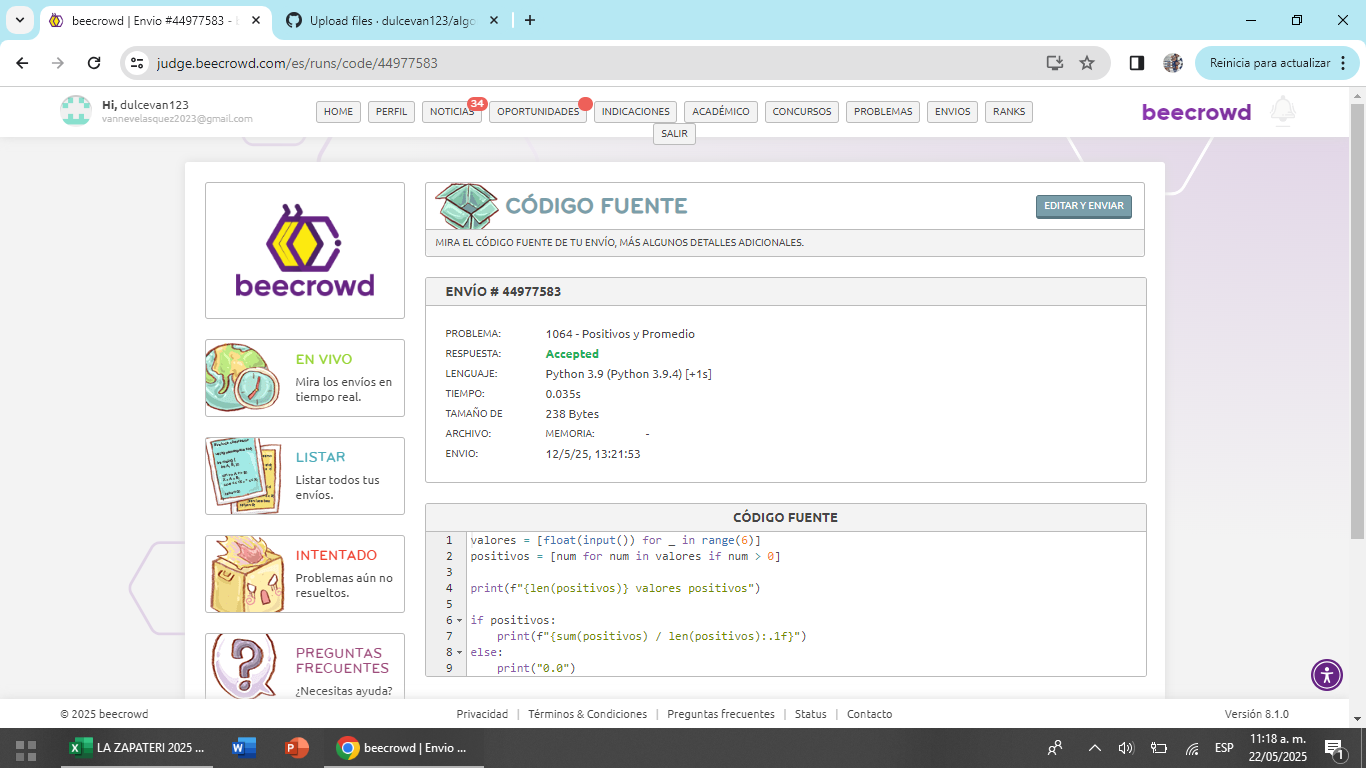 beecrowd | Envio #44977583 -
Upload files · dulcevan123/algo
judge.beecrowd.com/es/runs/code/44977583
Reinicia para actualizar
Hi, dulcevan123
vannevelasquez2023@gmail.com
HOME
PERFIL
NOTICIAS
34
OPORTUNIDADES
INDICACIONES
ACADÉMICO
CONCURSOS
PROBLEMAS
ENVIOS
RANKS
SALIR
beecrowd
beecrowd
EN VIVO
Mira los envíos en
tiempo real.
LISTAR
Listar todos tus
envíos.
INTENTADO
Problemas aún no
resueltos.
PREGUNTAS
FRECUENTES
¿Necesitas ayuda?
CÓDIGO FUENTE
EDITAR Y ENVIAR
MIRA EL CÓDIGO FUENTE DE TU ENVÍO, MÁS ALGUNOS DETALLES ADICIONALES.
ENVÍO # 44977583
PROBLEMA: 1064 - Positivos y Promedio
RESPUESTA: Accepted
LENGUAJE: Python 3.9 (Python 3.9.4) [+1s]
TIEMPO: 0.035s
TAMAÑO DE 238 Bytes
ARCHIVO: MEMORIA: -
ENVIO: 12/5/25, 13:21:53
CÓDIGO FUENTE
1 valores = [float(input()) for _ in range(6)]
2 positivos = [num for num in valores if num > 0]
3
4 print(f"{len(positivos)} valores positivos")
5
6 if positivos:
7     print(f"{sum(positivos) / len(positivos):.1f}")
8 else:
9     print("0.0")
© 2025 beecrowd
Privacidad | Términos & Condiciones | Preguntas frecuentes | Status | Contacto
Versión 8.1.0
LA ZAPATERI 2025 ...
beecrowd | Envio ...
ESP
11:18 a. m.
22/05/2025
1